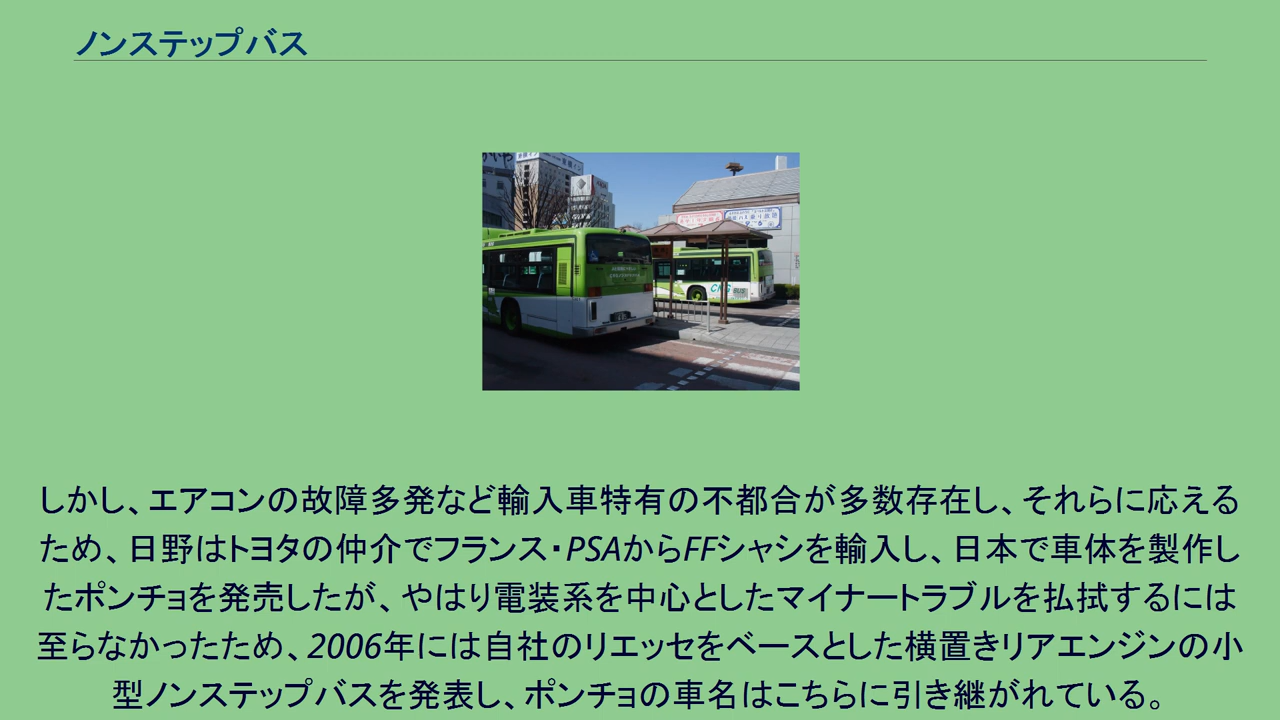 ノンステップバス
CNG
しかし、エアコンの故障多発など輸入車特有の不都合が多数存在し、それらに応える
ため、日野はトヨタの仲介でフランス・PSAからFFシャシを輸入し、日本で車体を製作し
たポンチョを発売したが、やはり電装系を中心としたマイナートラブルを払拭するには
至らなかったため、2006年には自社のリエッセをベースとした横置きリアエンジンの小
型ノンステップバスを発表し、ポンチョの車名はこちらに引き継がれている。